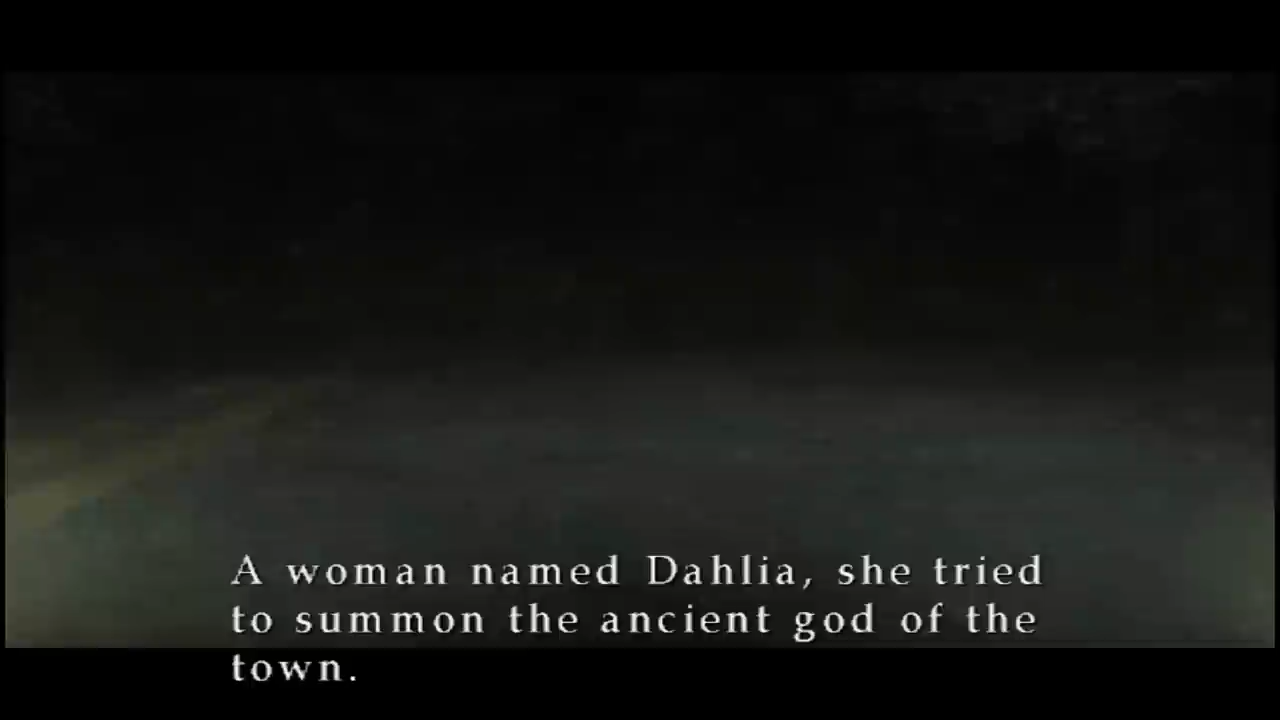 A woman named Dahlia, she tried
to summon the ancient god of the
town.